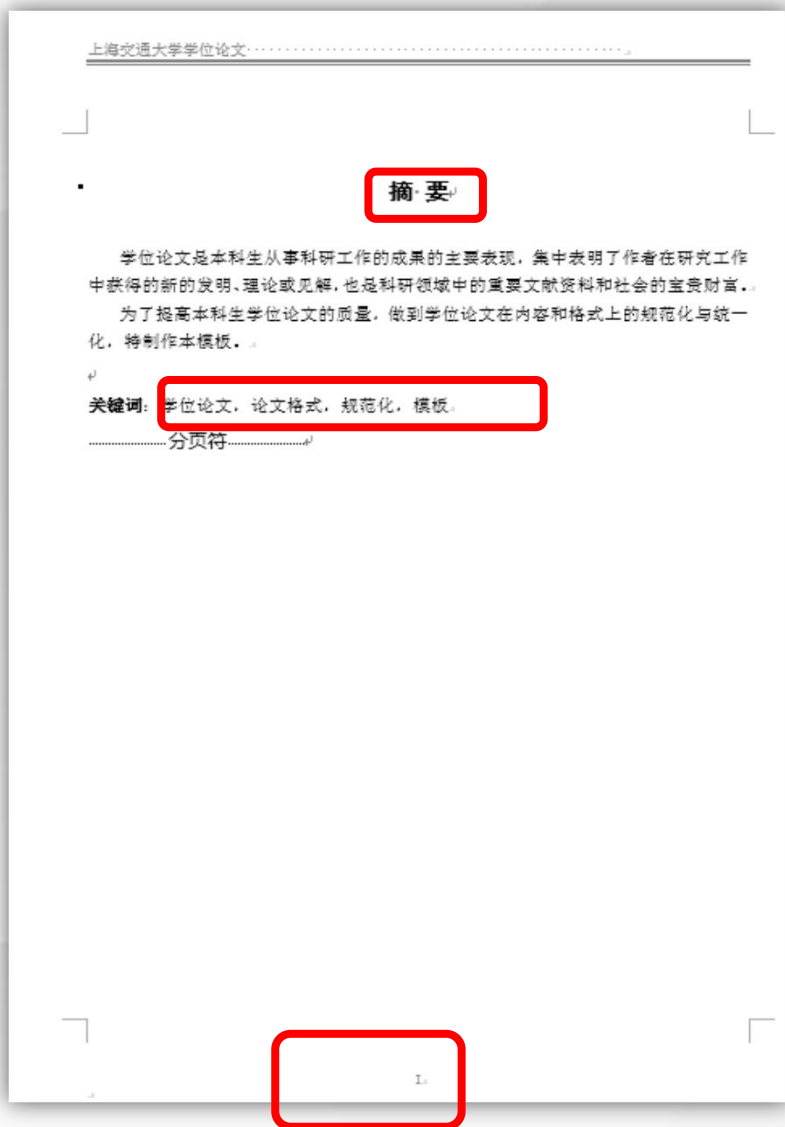 上海交通大学学位论文
摘 要
学位论文是本科生从事科研工作的成果的主要表现，集中表明了作者在研究工作
中获得的新的发明、理论或见解，也是科研领域中的重要文献资料和社会的宝贵财富。
为了提高本科生学位论文的质量，做到学位论文在内容和格式上的规范化与统一
化，特制作本模板。
关键词：学位论文，论文格式，规范化，模板
分页符
I